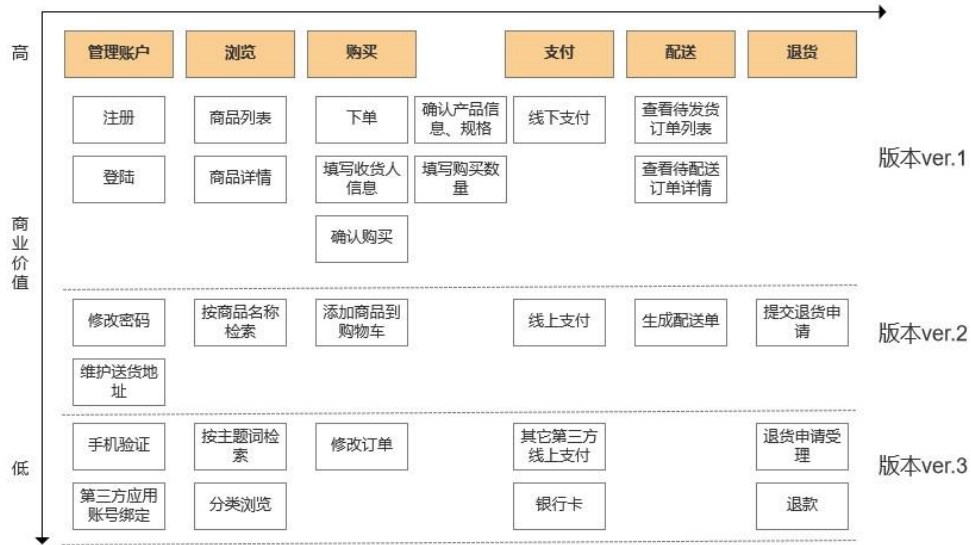 高
管理账户
浏览
购买
支付
配送
退货
注册
商品列表
下单
确认产品信
息、规格
线下支付
查看待发货
订单列表
版本ver.1
登陆
商品详情
填写收货人
信息
填写购买数
量
查看待配送
订单详情
确认购买
商
业
价
值
修改密码
按商品名称
检索
添加商品到
购物车
线上支付
生成配送单
提交退货申
请
版本ver.2
维护送货地
址
手机验证
按主题词检
索
修改订单
其它第三方
线上支付
退货申请受
理
低
版本ver.3
第三方应用
账号绑定
分类浏览
银行卡
退款